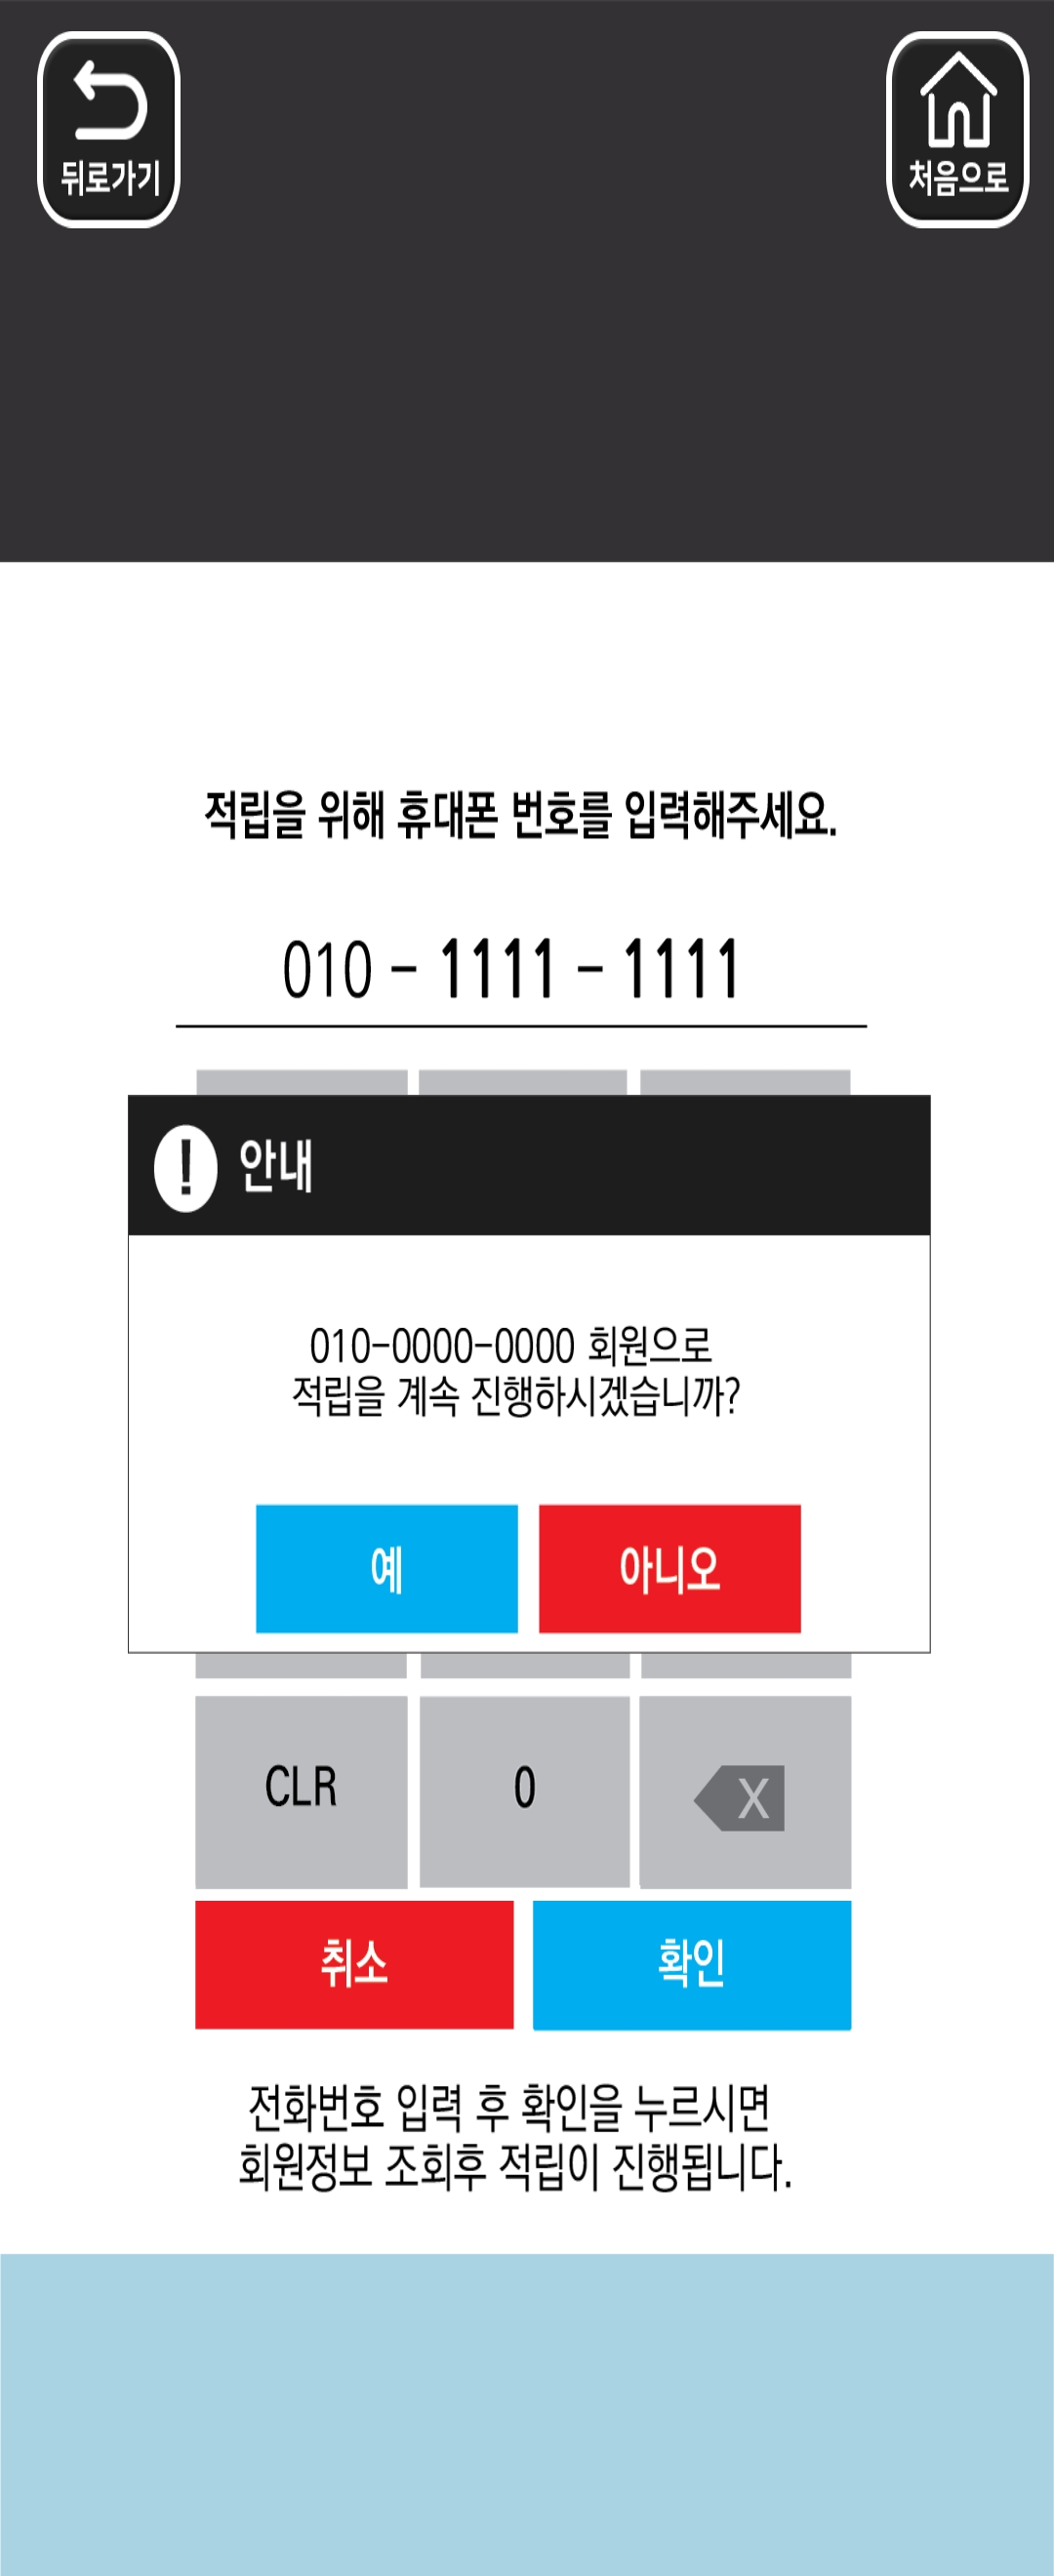 뒤로가기
처음으로
적립을 위해 휴대폰 번호를 입력해주세요.
010 - 1111 - 1111
! 안내
010-0000-0000 회원으로
적립을 계속 진행하시겠습니까?
예
아니오
CLR
0
X
취소
확인
전화번호 입력 후 확인을 누르시면
회원정보 조회후 적립이 진행됩니다.